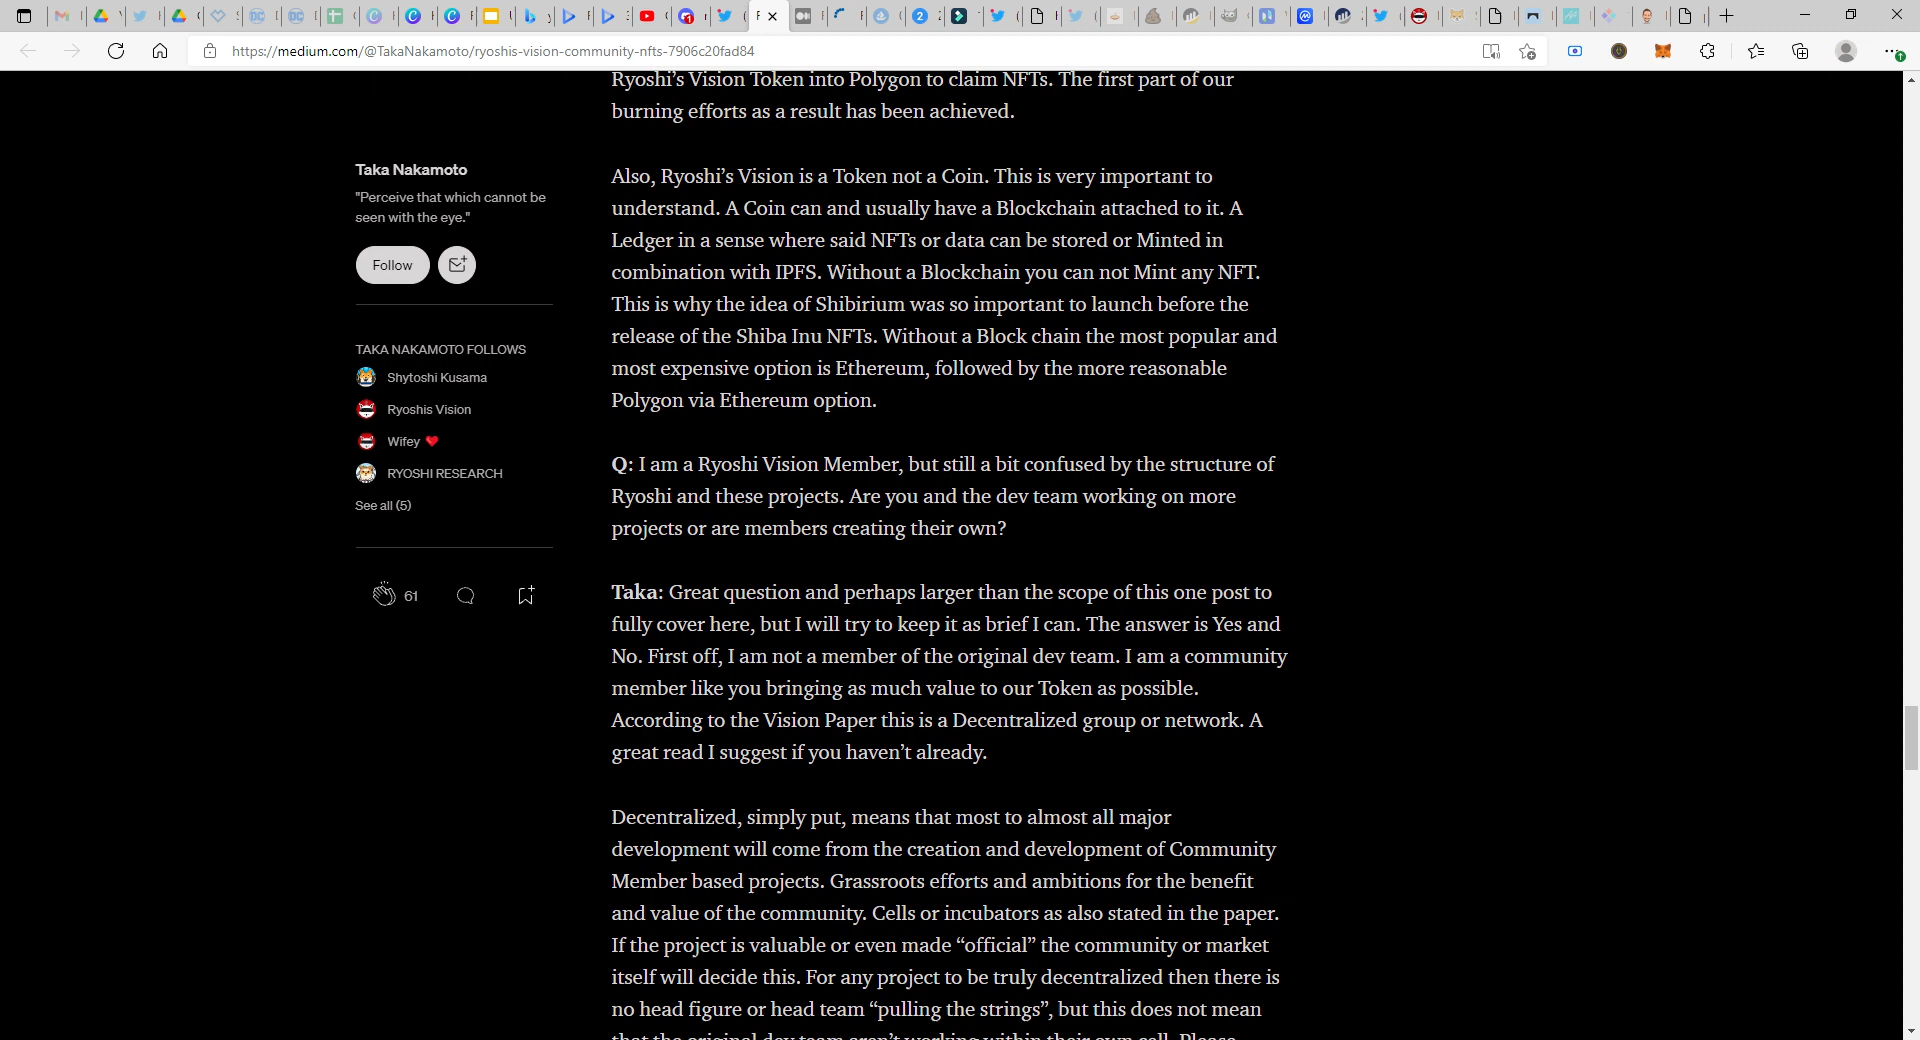 https://medium.com/@TakaNakamoto/ryoshis-vision-community-nfts-7906c20fad84
Ryoshi’s Vision Token into Polygon to claim NFTs. The first part of our
burning efforts as a result has been achieved.
Taka Nakamoto
"Perceive that which cannot be
seen with the eye."
Follow
TAKA NAKAMOTO FOLLOWS
Shytoshi Kusama
Ryoshis Vision
Wifey ❤
RYOSHI RESEARCH
See all (5)
61
Also, Ryoshi’s Vision is a Token not a Coin. This is very important to
understand. A Coin can and usually have a Blockchain attached to it. A
Ledger in a sense where said NFTs or data can be stored or Minted in
combination with IPFS. Without a Blockchain you can not Mint any NFT.
This is why the idea of Shibirium was so important to launch before the
release of the Shiba Inu NFTs. Without a Block chain the most popular and
most expensive option is Ethereum, followed by the more reasonable
Polygon via Ethereum option.
Q: I am a Ryoshi Vision Member, but still a bit confused by the structure of
Ryoshi and these projects. Are you and the dev team working on more
projects or are members creating their own?
Taka: Great question and perhaps larger than the scope of this one post to
fully cover here, but I will try to keep it as brief I can. The answer is Yes and
No. First off, I am not a member of the original dev team. I am a community
member like you bringing as much value to our Token as possible.
According to the Vision Paper this is a Decentralized group or network. A
great read I suggest if you haven’t already.
Decentralized, simply put, means that most to almost all major
development will come from the creation and development of Community
Member based projects. Grassroots efforts and ambitions for the benefit
and value of the community. Cells or incubators as also stated in the paper.
If the project is valuable or even made “official” the community or market
itself will decide this. For any project to be truly decentralized then there is
no head figure or head team “pulling the strings”, but this does not mean
that the original dev team aren’t working within their own cell. Please